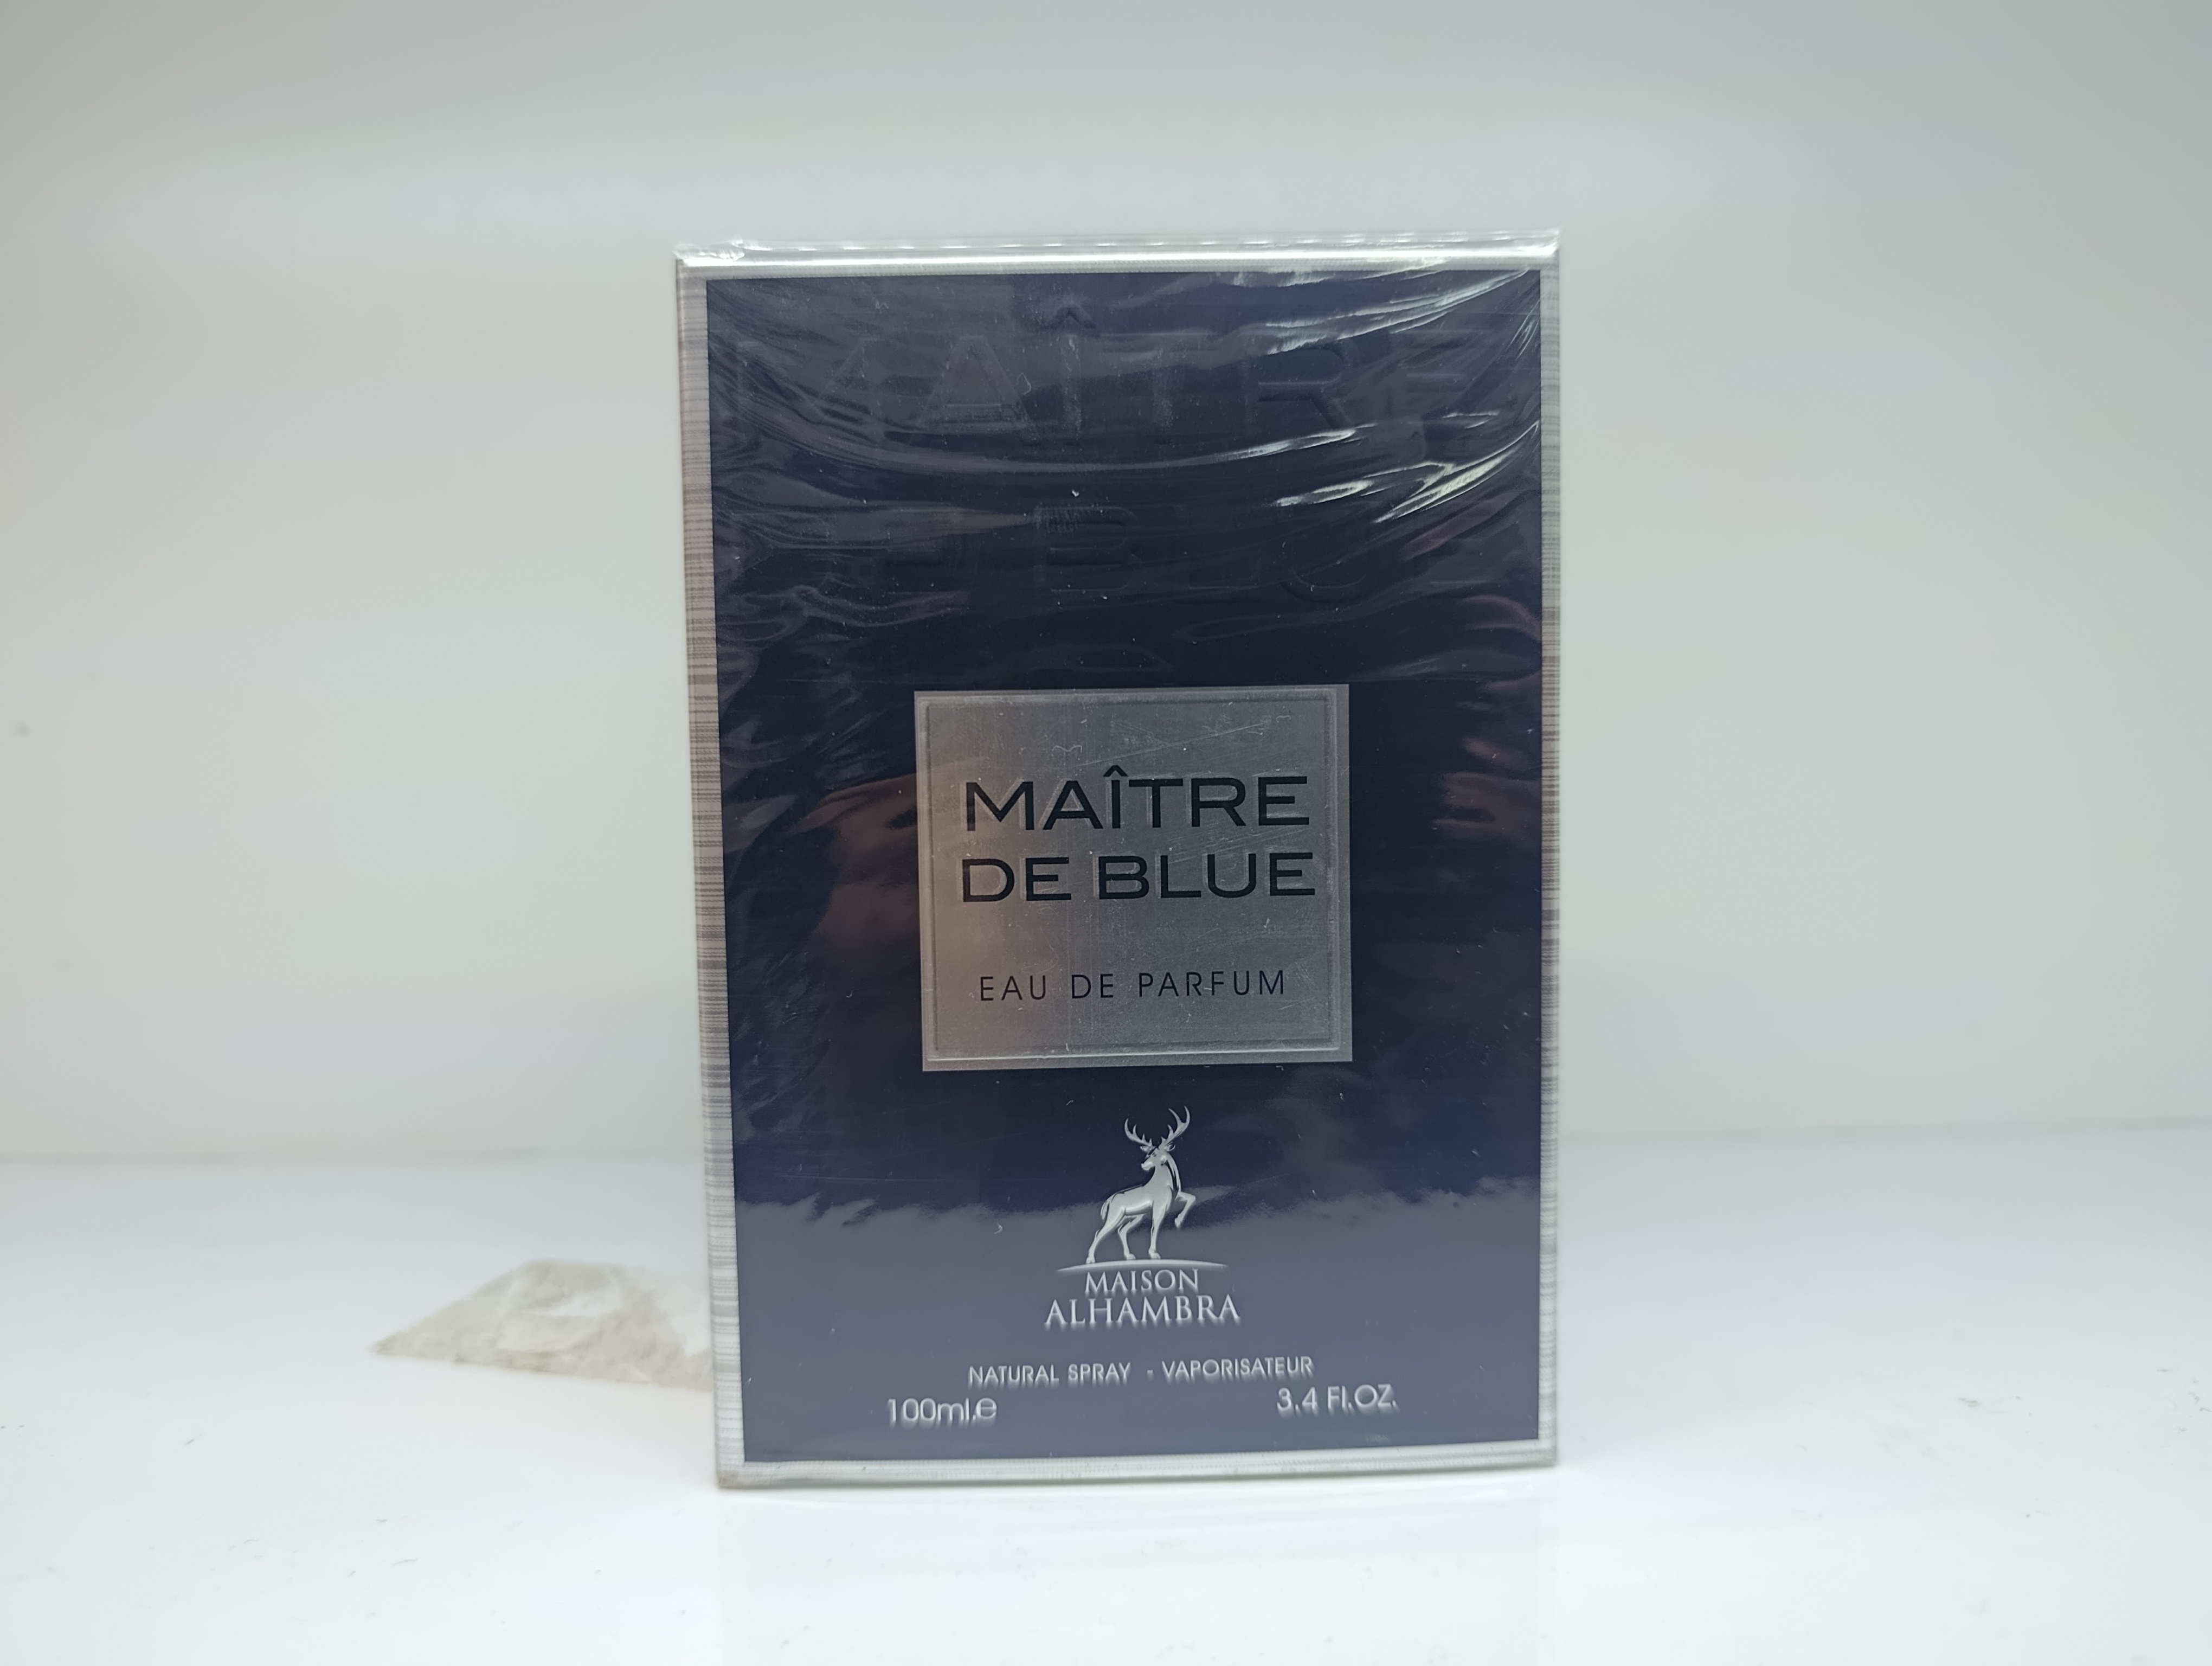 MAÎTRE
DE BLUE
EAU DE PARFUM
MAISON
ALHAMBRA
NATURAL SPRAY - VAPORISATEUR
100ml.e 3.4 Fl.OZ.